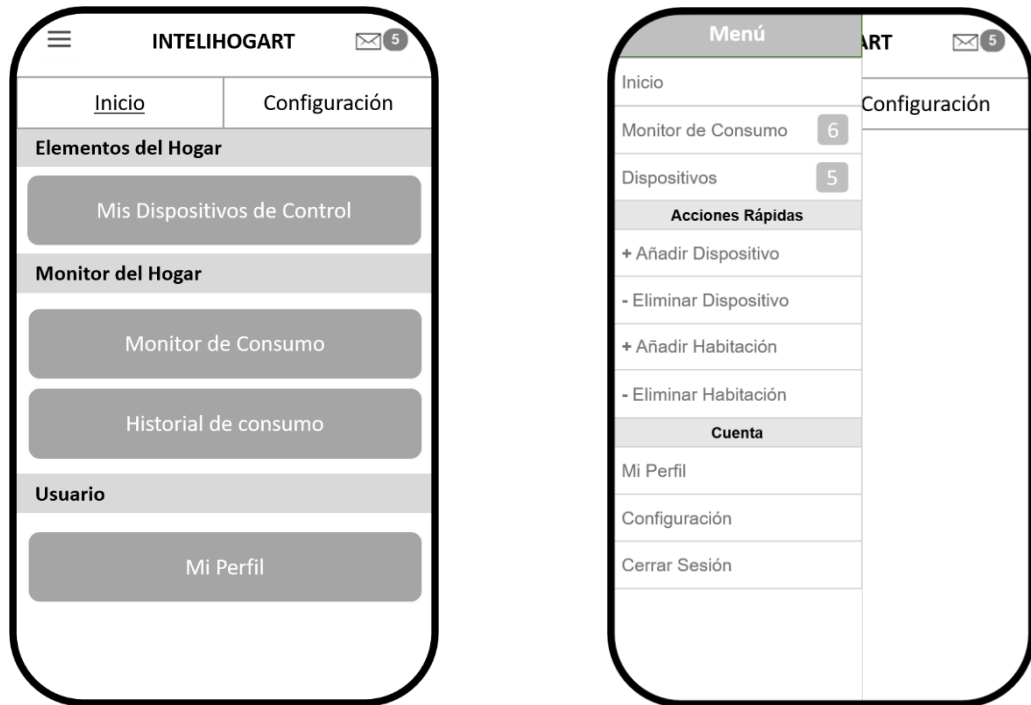 INTELIHOGART
5
Inicio
Configuración
Elementos del Hogar
Mis Dispositivos de Control
Monitor del Hogar
Monitor de Consumo
Historial de consumo
Usuario
Mi Perfil
Menú
ART
5
Inicio
Configuración
Monitor de Consumo
6
Dispositivos
5
Acciones Rápidas
+ Añadir Dispositivo
- Eliminar Dispositivo
+ Añadir Habitación
- Eliminar Habitación
Cuenta
Mi Perfil
Configuración
Cerrar Sesión